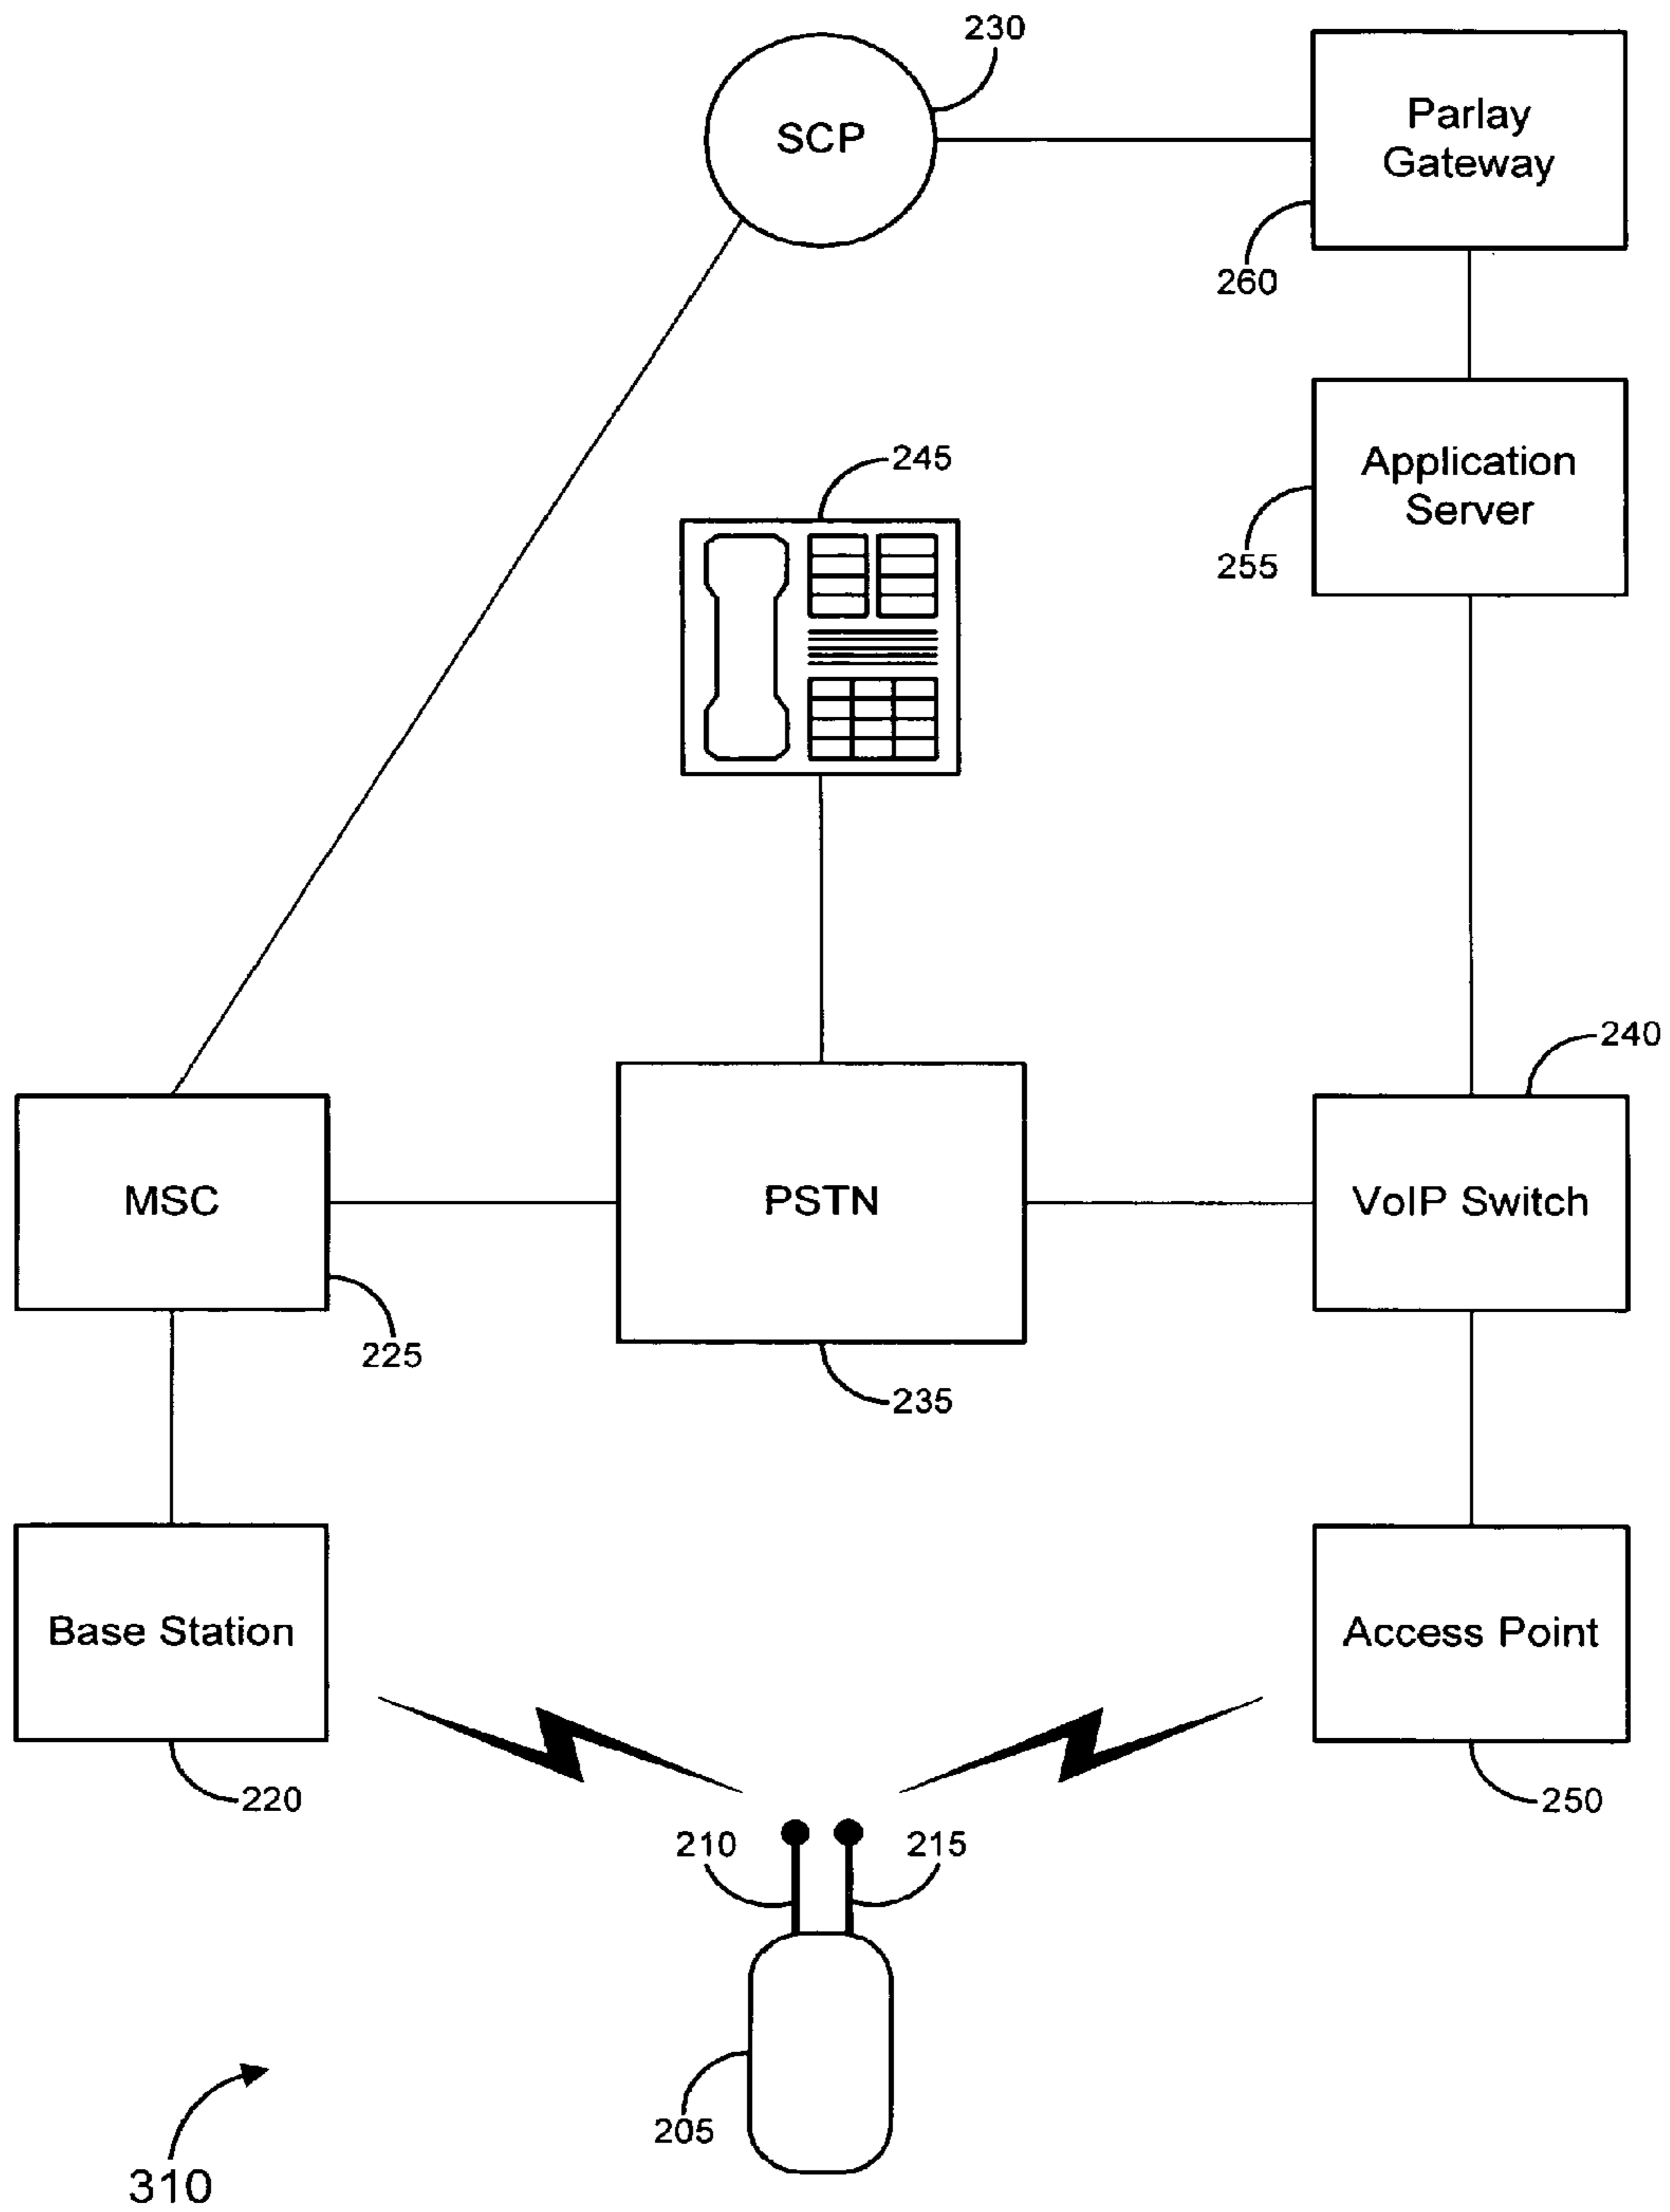 230
SCP
Parlay
Gateway
260
245
Application
Server
255
240
MSC
PSTN
VoIP Switch
225
235
Base Station
Access Point
220
250
210
215
205
310